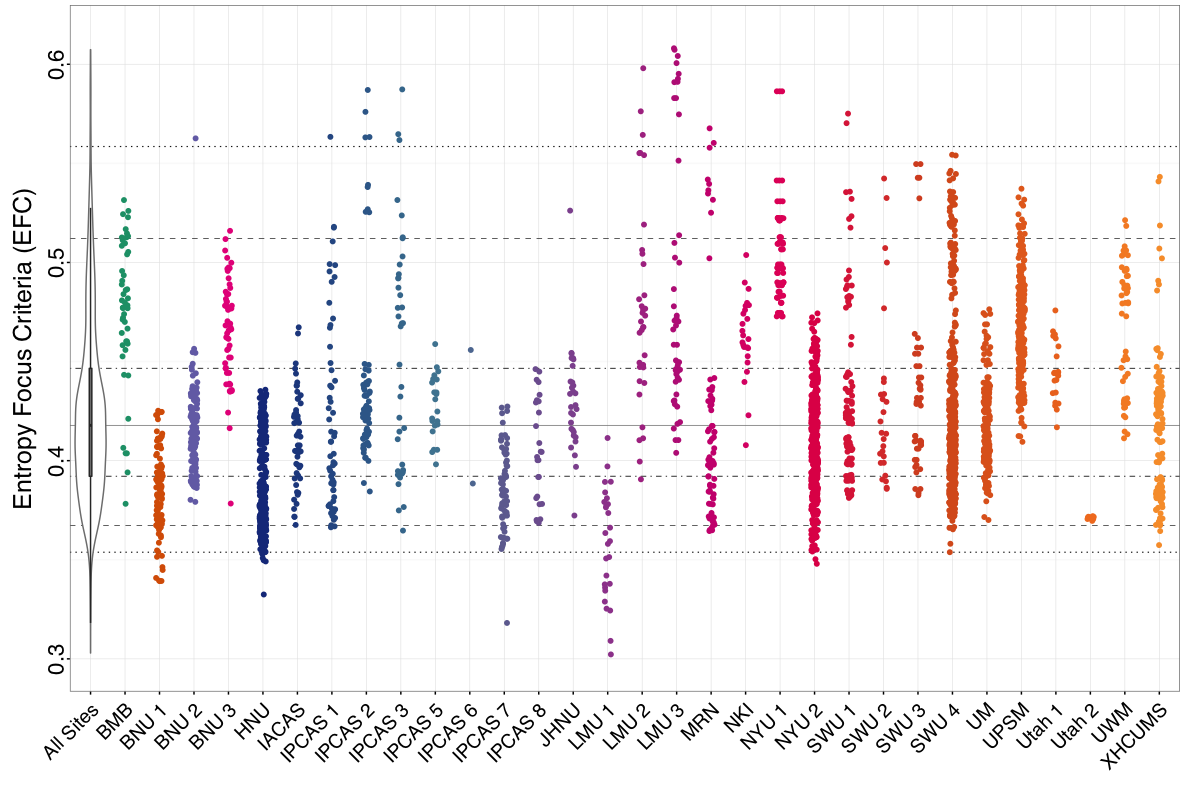 Entropy Focus Criteria (EFC)
0.6
0.5
0.4
0.3
All Sites
BMB
BNU 1
BNU 2
BNU 3
HNU
IACAS
IPCAS 1
IPCAS 2
IPCAS 3
IPCAS 5
IPCAS 6
IPCAS 7
IPCAS 8
JHNU
LMU 1
LMU 2
LMU 3
MRN
NKI
NYU 1
NYU 2
SWU 1
SWU 2
SWU 3
SWU 4
UM
UPSM
Utah 1
Utah 2
UWM
XHCUMS